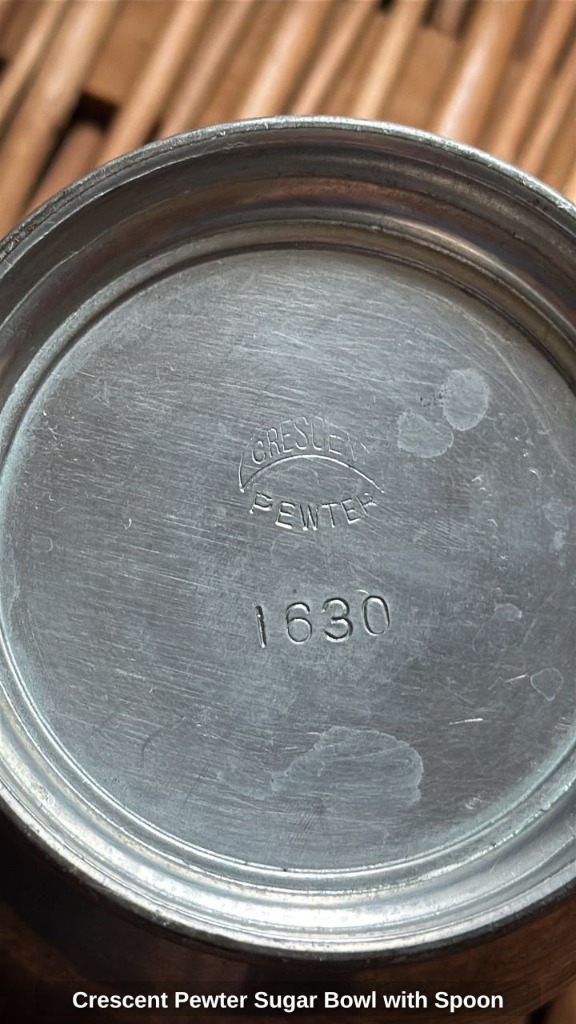 CRESCENT
PEWTER
1630
Crescent Pewter Sugar Bowl with Spoon